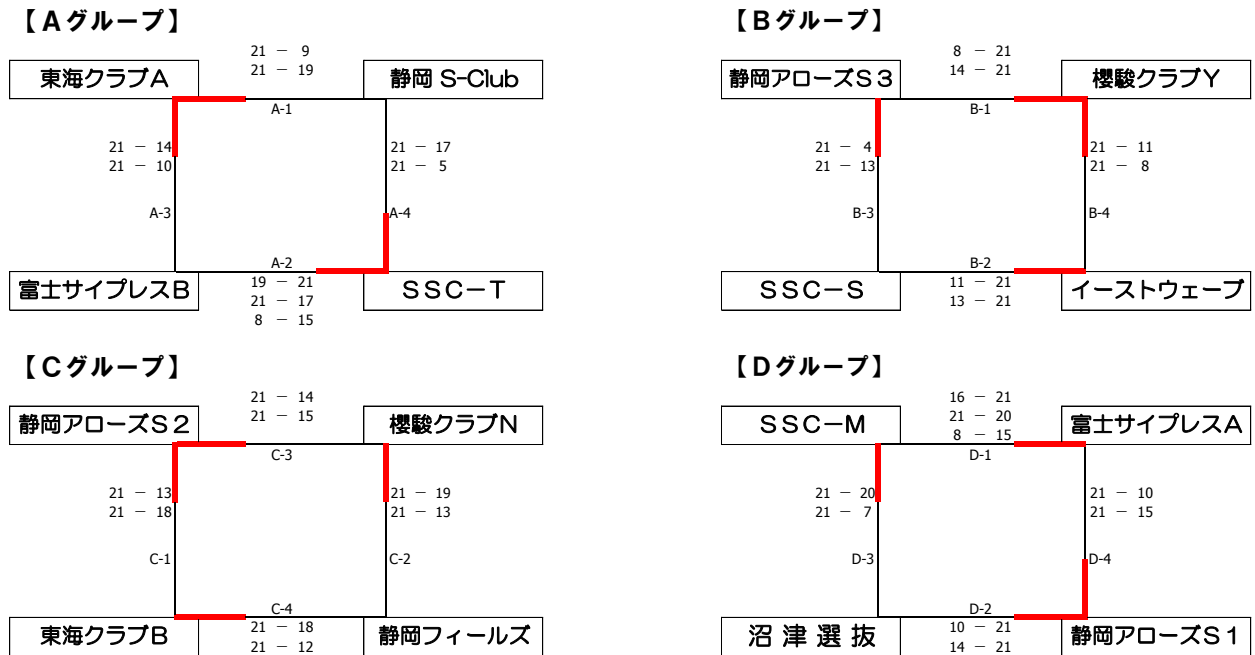 【Aグループ】
21 － 9
21 － 19
東海クラブA
静岡 S-Club
A-1
21 － 14
21 － 10
21 － 17
21 － 5
A-3
A-4
A-2
富士サイプレスB
19 － 21
21 － 17
8 － 15
SSC－T
【Bグループ】
8 － 21
14 － 21
静岡アローズS3
櫻駿クラブY
B-1
21 － 4
21 － 13
21 － 11
21 － 8
B-3
B-4
B-2
SSC－S
11 － 21
13 － 21
イーストウェーブ
【Cグループ】
21 － 14
21 － 15
静岡アローズS2
櫻駿クラブN
C-3
21 － 13
21 － 18
21 － 19
21 － 13
C-1
C-2
C-4
東海クラブB
21 － 18
21 － 12
静岡フィールズ
【Dグループ】
16 － 21
21 － 20
8 － 15
SSC－M
富士サイプレスA
D-1
21 － 20
21 － 7
21 － 10
21 － 15
D-3
D-4
D-2
沼 津 選 抜
10 － 21
14 － 21
静岡アローズS1